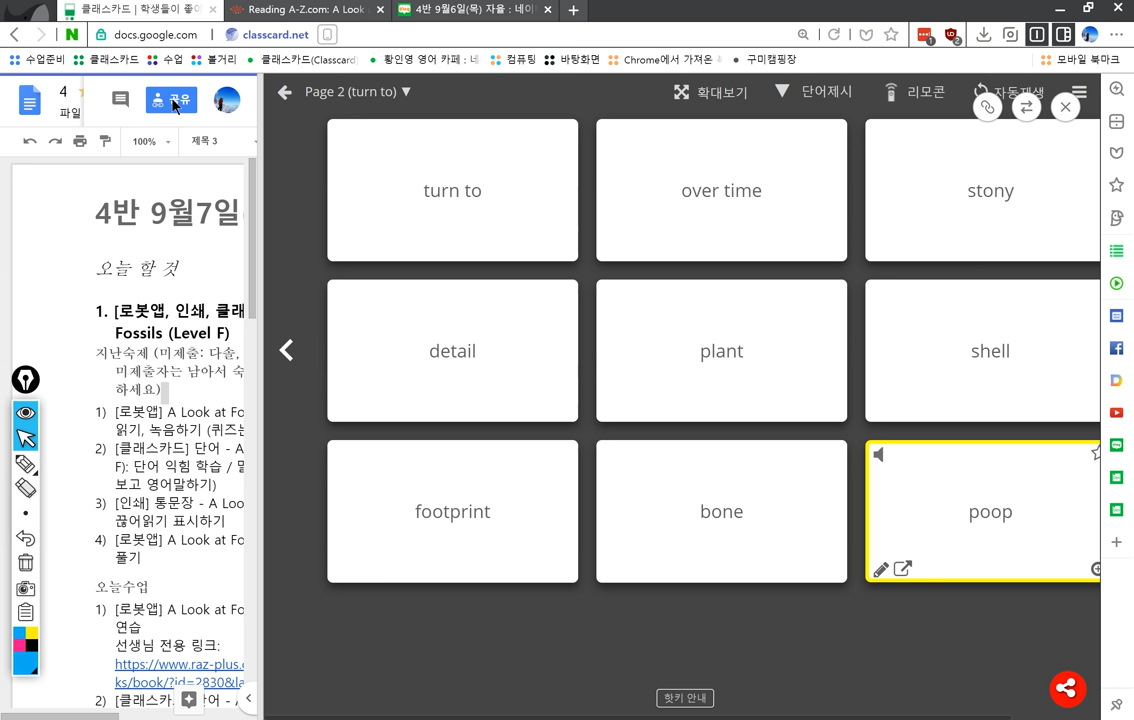 클래스카드 | 학생들이 좋아
Reading A-Z.com: A Look
4반 9월6일(목) 자율 : 네이
N
docs.google.com
classcard.net
수업준비
클래스카드
수업
볼거리
클래스카드(Classcard)
황인영 영어 카페 : 네
컴퓨팅
바탕화면
Chrome에서 가져온
구미캠핑장
모바일 북마크
4
공유
파일
100%
제목 3
4반 9월7일
오늘 할 것
1. [로봇앱, 인쇄, 클래
Fossils (Level F)
지난숙제 (미제출: 다솔,
미제출자는 남아서 숙
하세요)
1) [로봇앱] A Look at Fo
읽기, 녹음하기 (퀴즈는
2) [클래스카드] 단어 - A
F): 단어 익힘 학습 / 밀
보고 영어말하기)
3) [인쇄] 통문장 - A Loo
끊어읽기 표시하기
4) [로봇앱] A Look at Fo
풀기
오늘수업
1) [로봇앱] A Look at Fo
연습
선생님 전용 링크:
https://www.raz-plus.c
ks/book/?id=2830&la
2) [클래스카 단어 - A
Page 2 (turn to) ▼
확대보기
단어제시
리모콘
자동재생
turn to
over time
stony
detail
plant
shell
footprint
bone
poop
핫키 안내